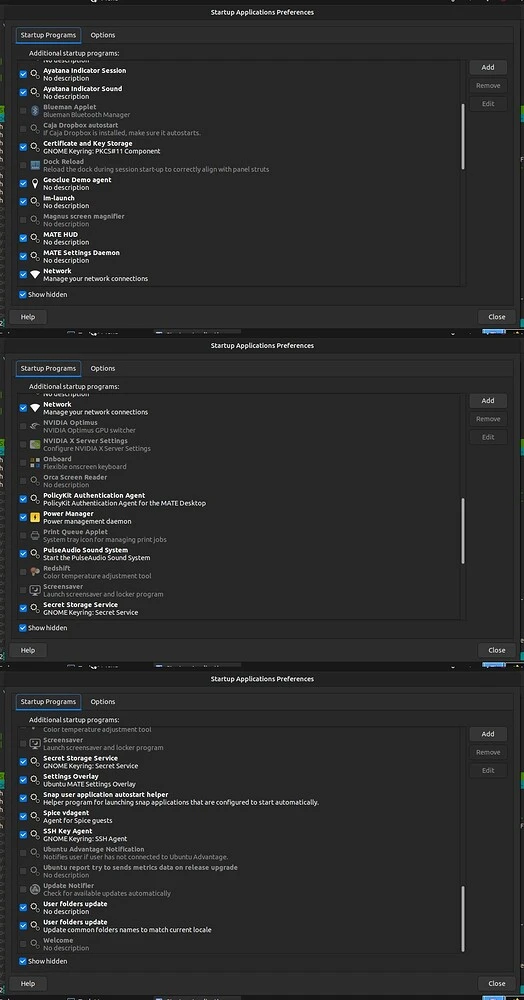 Startup Applications Preferences
Startup Programs
Options
Additional startup programs:
No description
Ayatana Indicator Session
No description
Ayatana Indicator Sound
No description
Blueman Applet
Blueman Bluetooth Manager
Caja Dropbox autostart
If Caja Dropbox is installed, make sure it autostarts.
Certificate and Key Storage
GNOME Keyring: PKCS#11 Component
Dock Reload
Reload the dock during session start-up to correctly align with panel struts
Geoclue Demo agent
No description
im-launch
No description
Magnus screen magnifier
No description
MATE HUD
No description
MATE Settings Daemon
No description
Network
Manage your network connections
Add
Remove
Edit
Show hidden
Help
Close
Startup Applications Preferences
Startup Programs
Options
Additional startup programs:
No description
Network
Manage your network connections
NVIDIA Optimus
NVIDIA Optimus GPU switcher
NVIDIA X Server Settings
Configure NVIDIA X Server Settings
Onboard
Flexible onscreen keyboard
Orca Screen Reader
No description
PolicyKit Authentication Agent
PolicyKit Authentication Agent for the MATE Desktop
Power Manager
Power management daemon
Print Queue Applet
System tray icon for managing print jobs
PulseAudio Sound System
Start the PulseAudio Sound System
Redshift
Color temperature adjustment tool
Screensaver
Launch screensaver and locker program
Secret Storage Service
GNOME Keyring: Secret Service
Add
Remove
Edit
Show hidden
Help
Close
Startup Applications Preferences
Startup Programs
Options
Additional startup programs:
Color temperature adjustment tool
Screensaver
Launch screensaver and locker program
Secret Storage Service
GNOME Keyring: Secret Service
Settings Overlay
Ubuntu MATE Settings Overlay
Snap user application autostart helper
Helper program for launching snap applications that are configured to start automatically.
Spice vdagent
Agent for Spice guests
SSH Key Agent
GNOME Keyring: SSH Agent
Ubuntu Advantage Notification
Notifies user if user has not connected to Ubuntu Advantage.
Ubuntu report try to sends metrics data on release upgrade
No description
Update Notifier
Check for available updates automatically
User folders update
No description
User folders update
Update common folders names to match current locale
Welcome
No description
Add
Remove
Edit
Show hidden
Help
Close